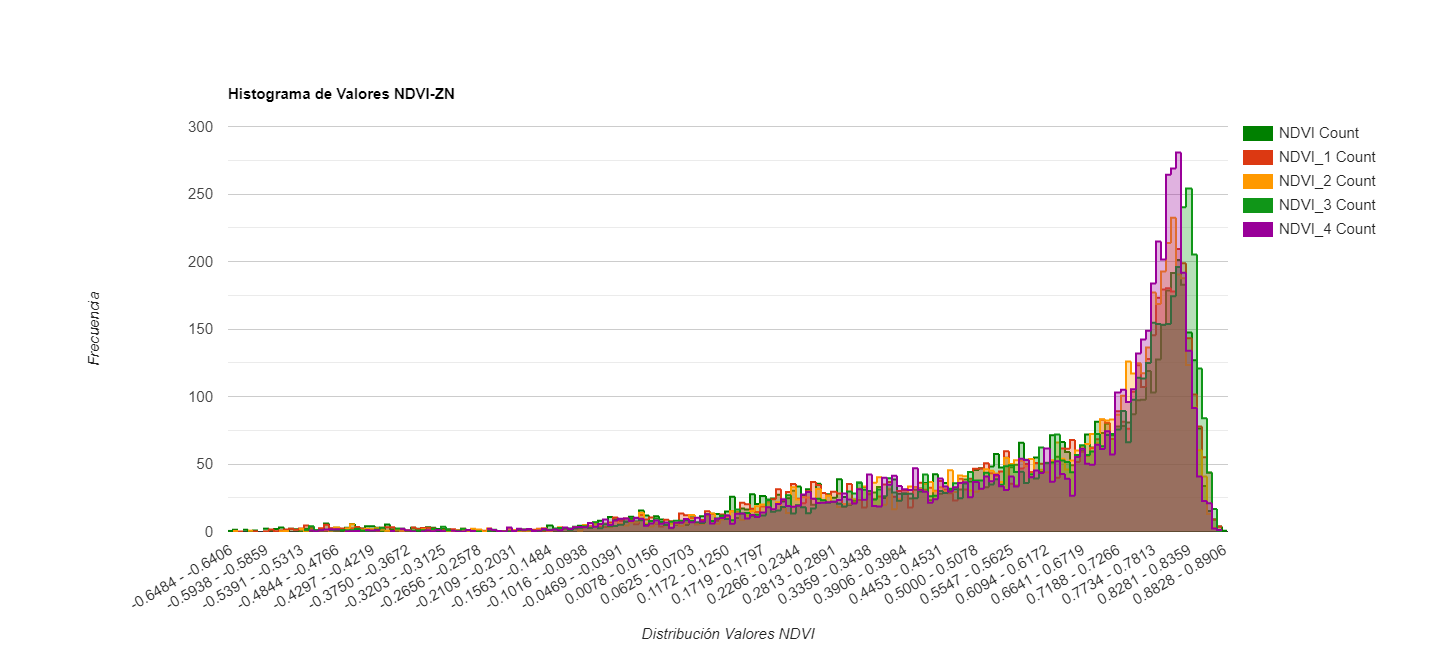 Histograma de Valores NDVI-ZN
300
250
200
150
100
50
0
Frecuencia
NDVI Count
NDVI_1 Count
NDVI_2 Count
NDVI_3 Count
NDVI_4 Count
-0.6484 - -0.6406
-0.5938 - -0.5859
-0.5391 - -0.5313
-0.4844 - -0.4766
-0.4297 - -0.4219
-0.3750 - -0.3672
-0.3203 - -0.3125
-0.2656 - -0.2578
-0.2109 - -0.2031
-0.1563 - -0.1484
-0.1016 - -0.0938
-0.0469 - -0.0391
0.0078 - 0.0156
0.0625 - 0.0703
0.1172 - 0.1250
0.1719 - 0.1797
0.2266 - 0.2344
0.2813 - 0.2891
0.3359 - 0.3438
0.3906 - 0.3984
0.4453 - 0.4531
0.5000 - 0.5078
0.5547 - 0.5625
0.6094 - 0.6172
0.6641 - 0.6719
0.7188 - 0.7266
0.7734 - 0.7813
0.8281 - 0.8359
0.8828 - 0.8906
Distribución Valores NDVI